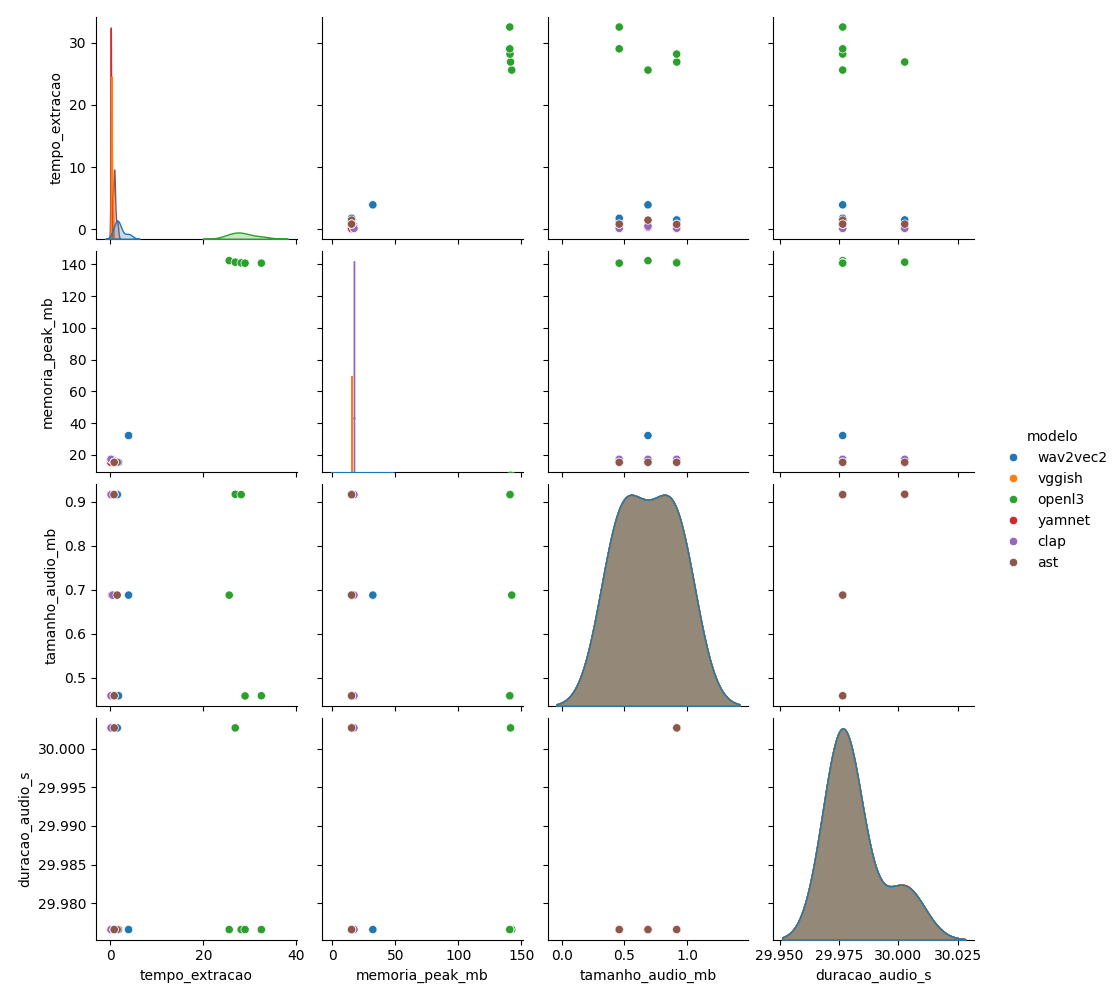 30
20
10
0
tempo_extracao
140
120
100
80
60
40
20
memoria_peak_mb
0.9
0.8
0.7
0.6
0.5
tamanho_audio_mb
30.000
29.995
29.990
29.985
29.980
duracao_audio_s
0 20 40
tempo_extracao
0 50 100 150
memoria_peak_mb
0.0 0.5 1.0
tamanho_audio_mb
29.950 29.975 30.000 30.025
duracao_audio_s
modelo
wav2vec2
vggish
openl3
yamnet
clap
ast